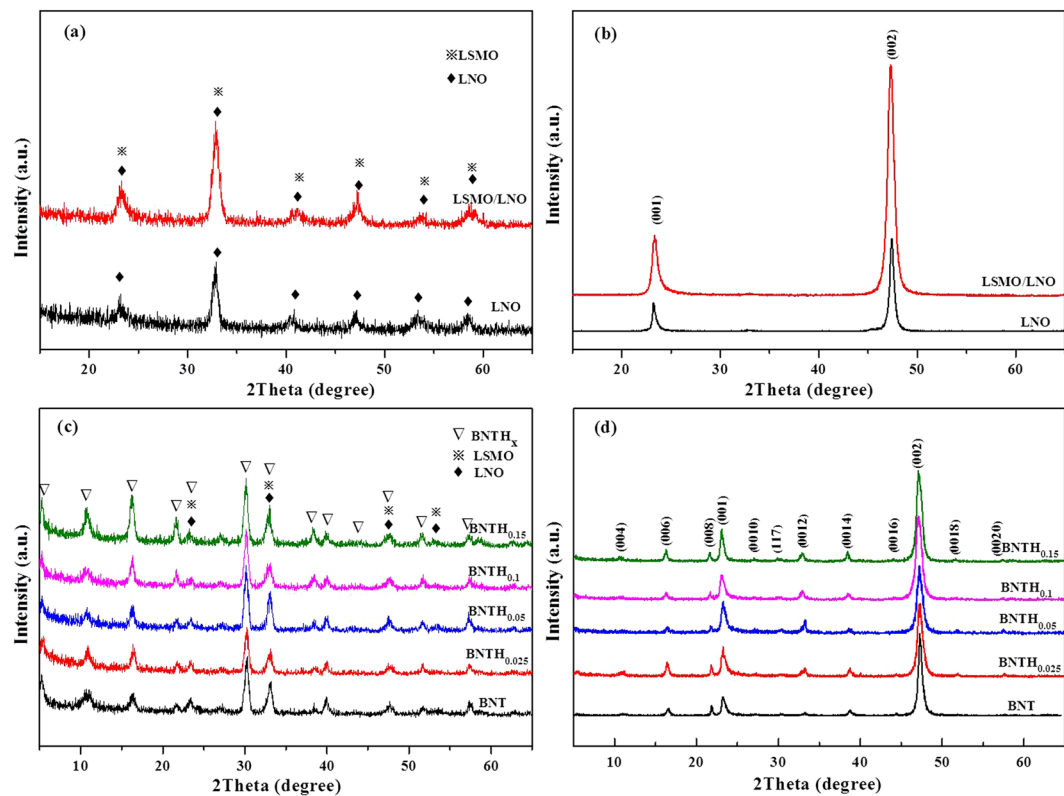 (a)
※LSMO
◆LNO
※
※
※
※
※
※
LSMO/LNO
LNO
Intensity (a.u.)
20 30 40 50 60
2Theta (degree)
(b)
(002)
(001)
LSMO/LNO
LNO
Intensity (a.u.)
20 30 40 50 60
2Theta (degree)
(c)
▽ BNTHₓ
※ LSMO
◆ LNO
BNTH₀.₁₅
BNTH₀.₁
BNTH₀.₀₅
BNTH₀.₀₂₅
BNT
Intensity (a.u.)
10 20 30 40 50 60
2Theta (degree)
(d)
(004)
(006)
(008)
(001)
(0010)
(117)
(0012)
(0014)
(0016)
(002)
(0018)
(0020)
BNTH₀.₁₅
BNTH₀.₁
BNTH₀.₀₅
BNTH₀.₀₂₅
BNT
Intensity (a.u.)
10 20 30 40 50 60
2Theta (degree)